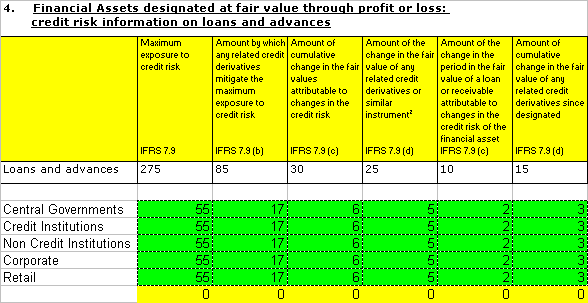 4. Financial Assets designated at fair value through profit or loss:
credit risk information on loans and advances
Maximum exposure to credit risk IFRS 7.9
Amount by which any related credit derivatives mitigate the maximum exposure to credit risk IFRS 7.9 (b)
Amount of cumulative change in the fair values attributable to changes in the credit risk IFRS 7.9 (c)
Amount of the change in the fair value of any related credit derivatives or similar instrument² IFRS 7.9 (d)
Amount of the change in the period in the fair value of a loan or receivable attributable to changes in the credit risk of the financial asset IFRS 7.9 (c)
Amount of cumulative change in the fair value of any related credit derivatives since designated IFRS 7.9 (d)
Loans and advances 275 85 30 25 10 15
Central Governments 55 17 6 5 2 3
Credit Institutions 55 17 6 5 2 3
Non Credit Institutions 55 17 6 5 2 3
Corporate 55 17 6 5 2 3
Retail 55 17 6 5 2 3
0 0 0 0 0 0